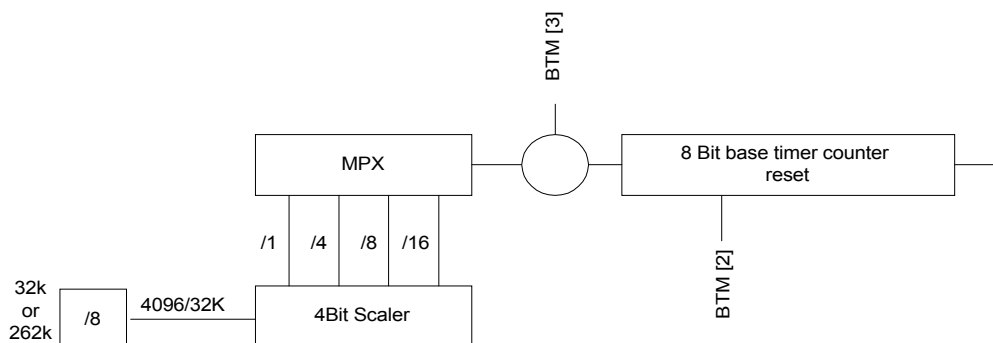 BTM [3]
MPX
8 Bit base timer counter
reset
/1
/4
/8
/16
BTM [2]
32k
or
262k
/8
4096/32K
4Bit Scaler